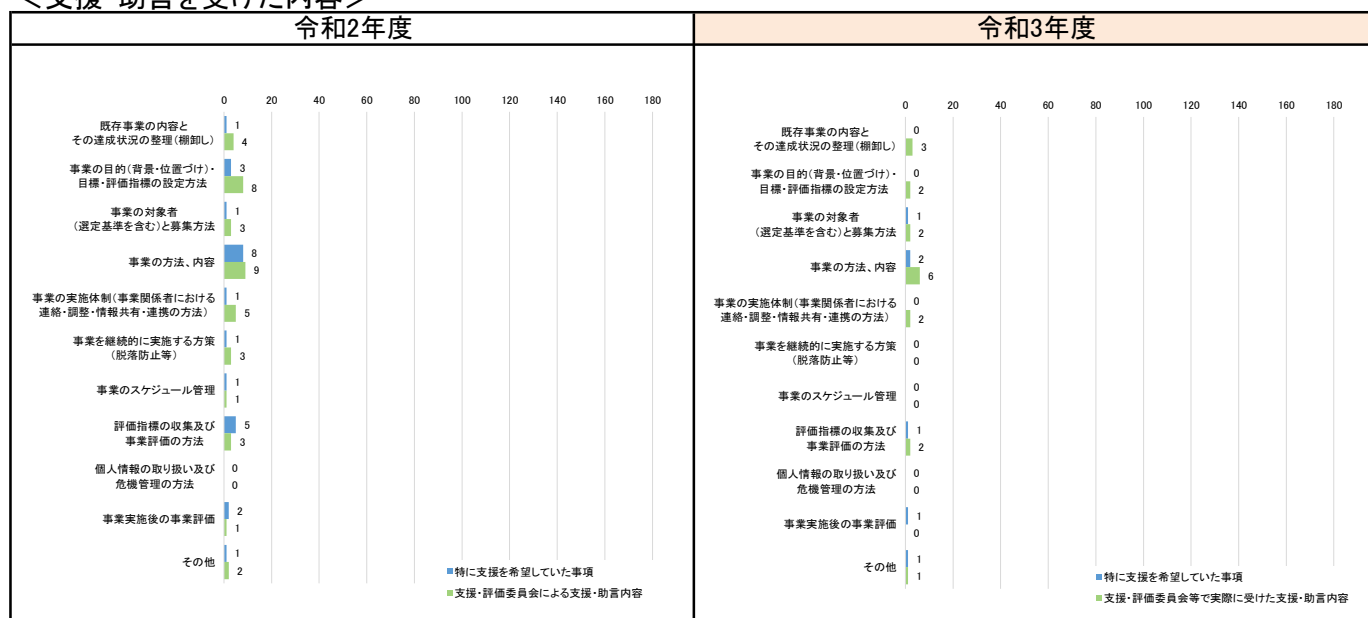 ＜支援・助言を受けた内容＞
令和2年度
0 20 40 60 80 100 120 140 160 180
既存事業の内容と
その達成状況の整理(棚卸し)
1
4
事業の目的(背景・位置づけ)・
目標・評価指標の設定方法
3
8
事業の対象者
(選定基準を含む)と募集方法
1
3
事業の方法、内容
8
9
事業の実施体制(事業関係者における
連絡・調整・情報共有・連携の方法)
1
5
事業を継続的に実施する方策
(脱落防止等)
1
3
事業のスケジュール管理
1
1
評価指標の収集及び
事業評価の方法
5
3
個人情報の取り扱い及び
危機管理の方法
0
0
事業実施後の事業評価
2
1
その他
1
2
特に支援を希望していた事項
支援・評価委員会による支援・助言内容
令和3年度
0 20 40 60 80 100 120 140 160 180
既存事業の内容と
その達成状況の整理(棚卸し)
0
3
事業の目的(背景・位置づけ)・
目標・評価指標の設定方法
0
2
事業の対象者
(選定基準を含む)と募集方法
1
2
事業の方法、内容
2
6
事業の実施体制(事業関係者における
連絡・調整・情報共有・連携の方法)
0
2
事業を継続的に実施する方策
(脱落防止等)
0
0
事業のスケジュール管理
0
0
評価指標の収集及び
事業評価の方法
1
2
個人情報の取り扱い及び
危機管理の方法
0
0
事業実施後の事業評価
1
0
その他
1
1
特に支援を希望していた事項
支援・評価委員会等で実際に受けた支援・助言内容